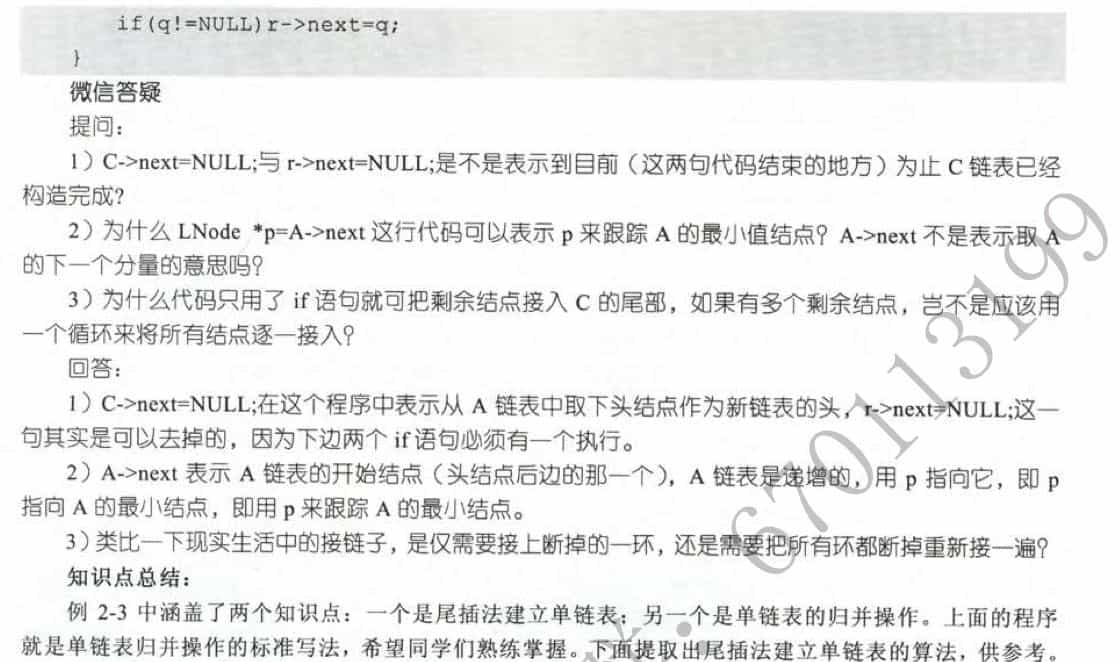 if(q!=NULL)r->next=q;
}
微信答疑
提问：
1）C->next=NULL;与 r->next=NULL;是不是表示到目前（这两句代码结束的地方）为止 C 链表已经
构造完成?
2）为什么 LNode *p=A->next 这行代码可以表示 p 来跟踪 A 的最小值结点？A->next 不是表示取 A
的下一个分量的意思吗？
3）为什么代码只用了 if 语句就可把剩余结点接入 C 的尾部，如果有多个剩余结点，岂不是应该用
一个循环来将所有结点逐一接入？
回答：
1）C->next=NULL;在这个程序中表示从 A 链表中取下头结点作为新链表的头，r->next=NULL;这一
句其实是可以去掉的，因为下边两个 if 语句必须有一个执行。
2）A->next 表示 A 链表的开始结点（头结点后边的那一个），A 链表是递增的，用 p 指向它，即 p
指向 A 的最小结点，即用 p 来跟踪 A 的最小结点。
3）类比一下现实生活中的接链子，是仅需要接上断掉的一环，还是需要把所有环都断掉重新接一遍？
知识点总结：
例 2-3 中涵盖了两个知识点：一个是尾插法建立单链表；另一个是单链表的归并操作。上面的程序
就是单链表归并操作的标准写法，希望同学们熟练掌握。下面提取出尾插法建立单链表的算法，供参考。
670113199